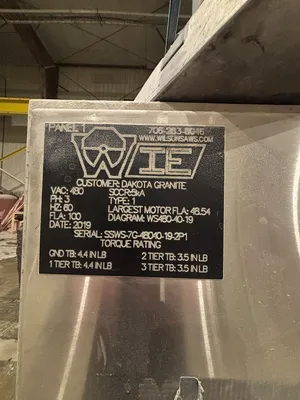 PANEL 1
706-283-8046
WWW.WILSONSAWS.COM
WIE
CUSTOMER: DAKOTA GRANITE
VAC: 480 SCCR:5kA
PH: 3 TYPE: 1
HZ: 60 LARGEST MOTOR FLA: 48.54
FLA: 100 DIAGRAM: WS480-40-19
DATE: 2019
SERIAL: SSWS-7G-48040-19-2P1
TORQUE RATING
GND TB: 4.4 IN LB 2 TIER TB: 3.5 IN LB
1 TIER TB: 4.4 IN LB 3 TIER TB: 3.5 IN LB